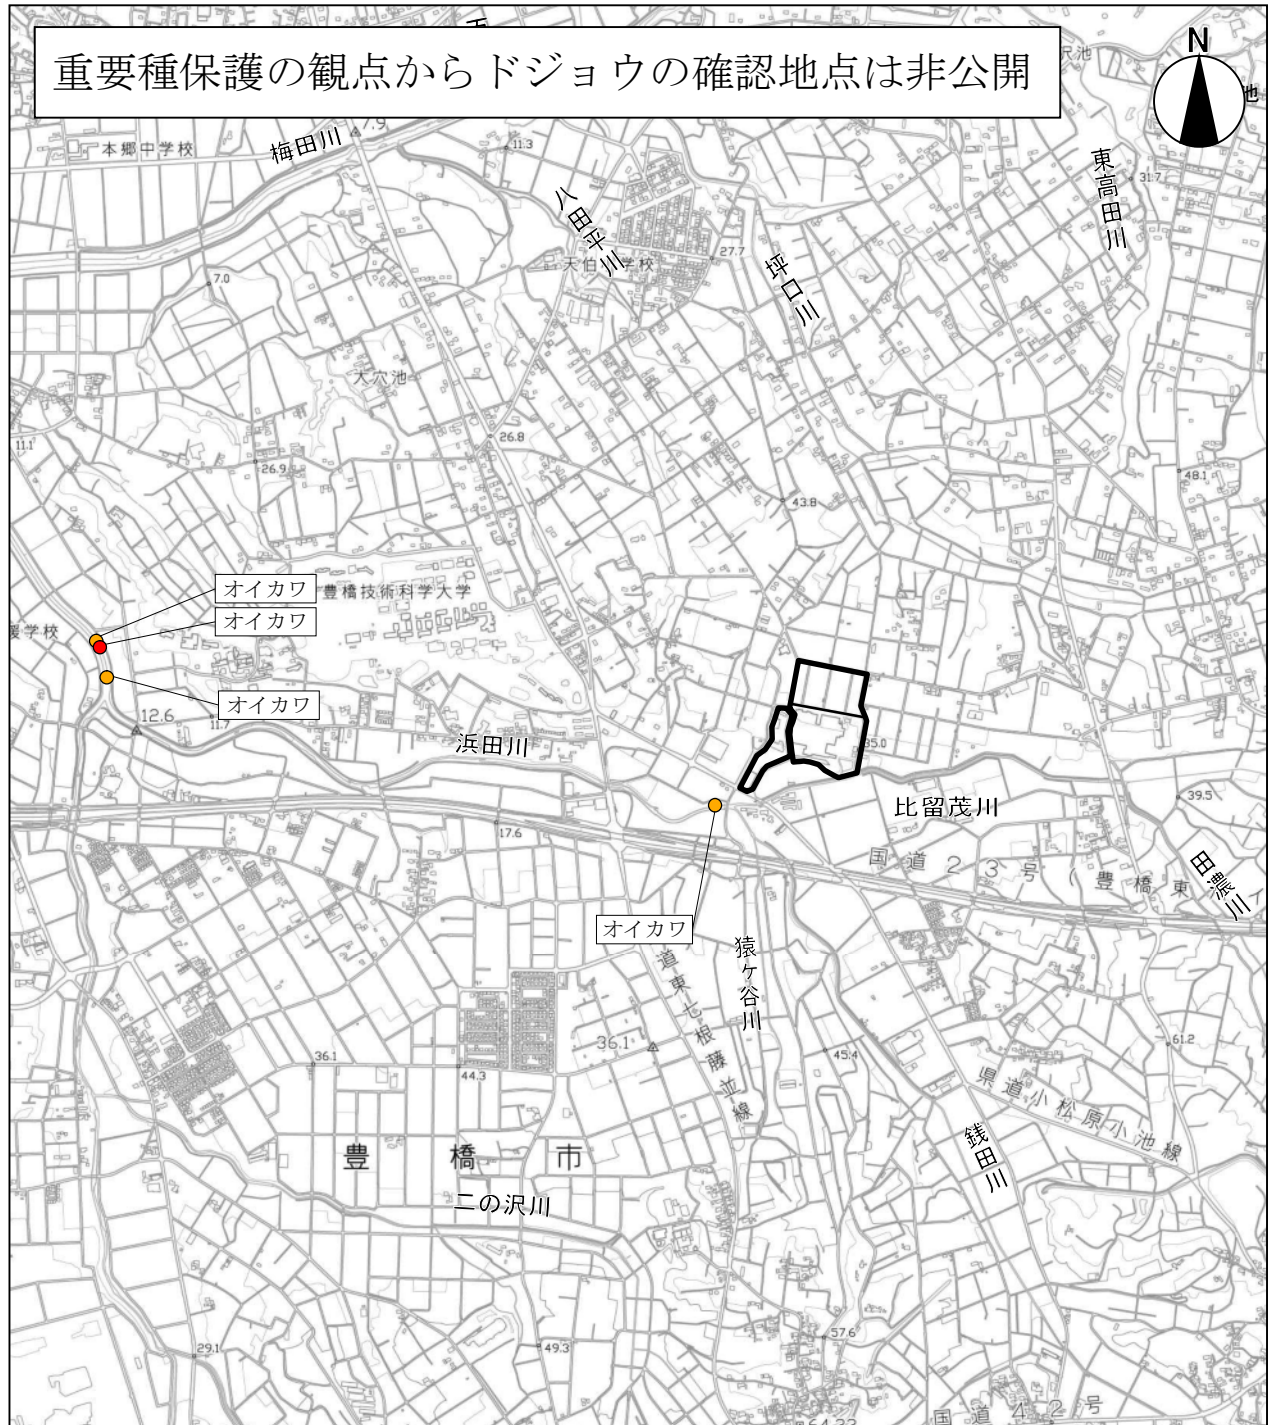 重要種保護の観点からドジョウの確認地点は非公開
N
沢池
池
7.9
本郷中学校
梅田川
11.3
東高田川
31.7
八田平川
27.7
天伯小学校
坪口川
7.0
大穴池
11.1
26.8
26.9
43.8
48.1
オイカワ
豊橋技術科学大学
オイカワ
援学校
オイカワ
12.6
11.7
浜田川
35.0
比留茂川
39.5
17.6
国道23号(豊橋東
田濃川
オイカワ
道東七根藤並線
猿ヶ谷川
36.1
36.1
44.3
45.4
61.2
県道小松原小池線
銭田川
豊橋市
二の沢川
57.6
49.3
29.1
国道42号
64.22